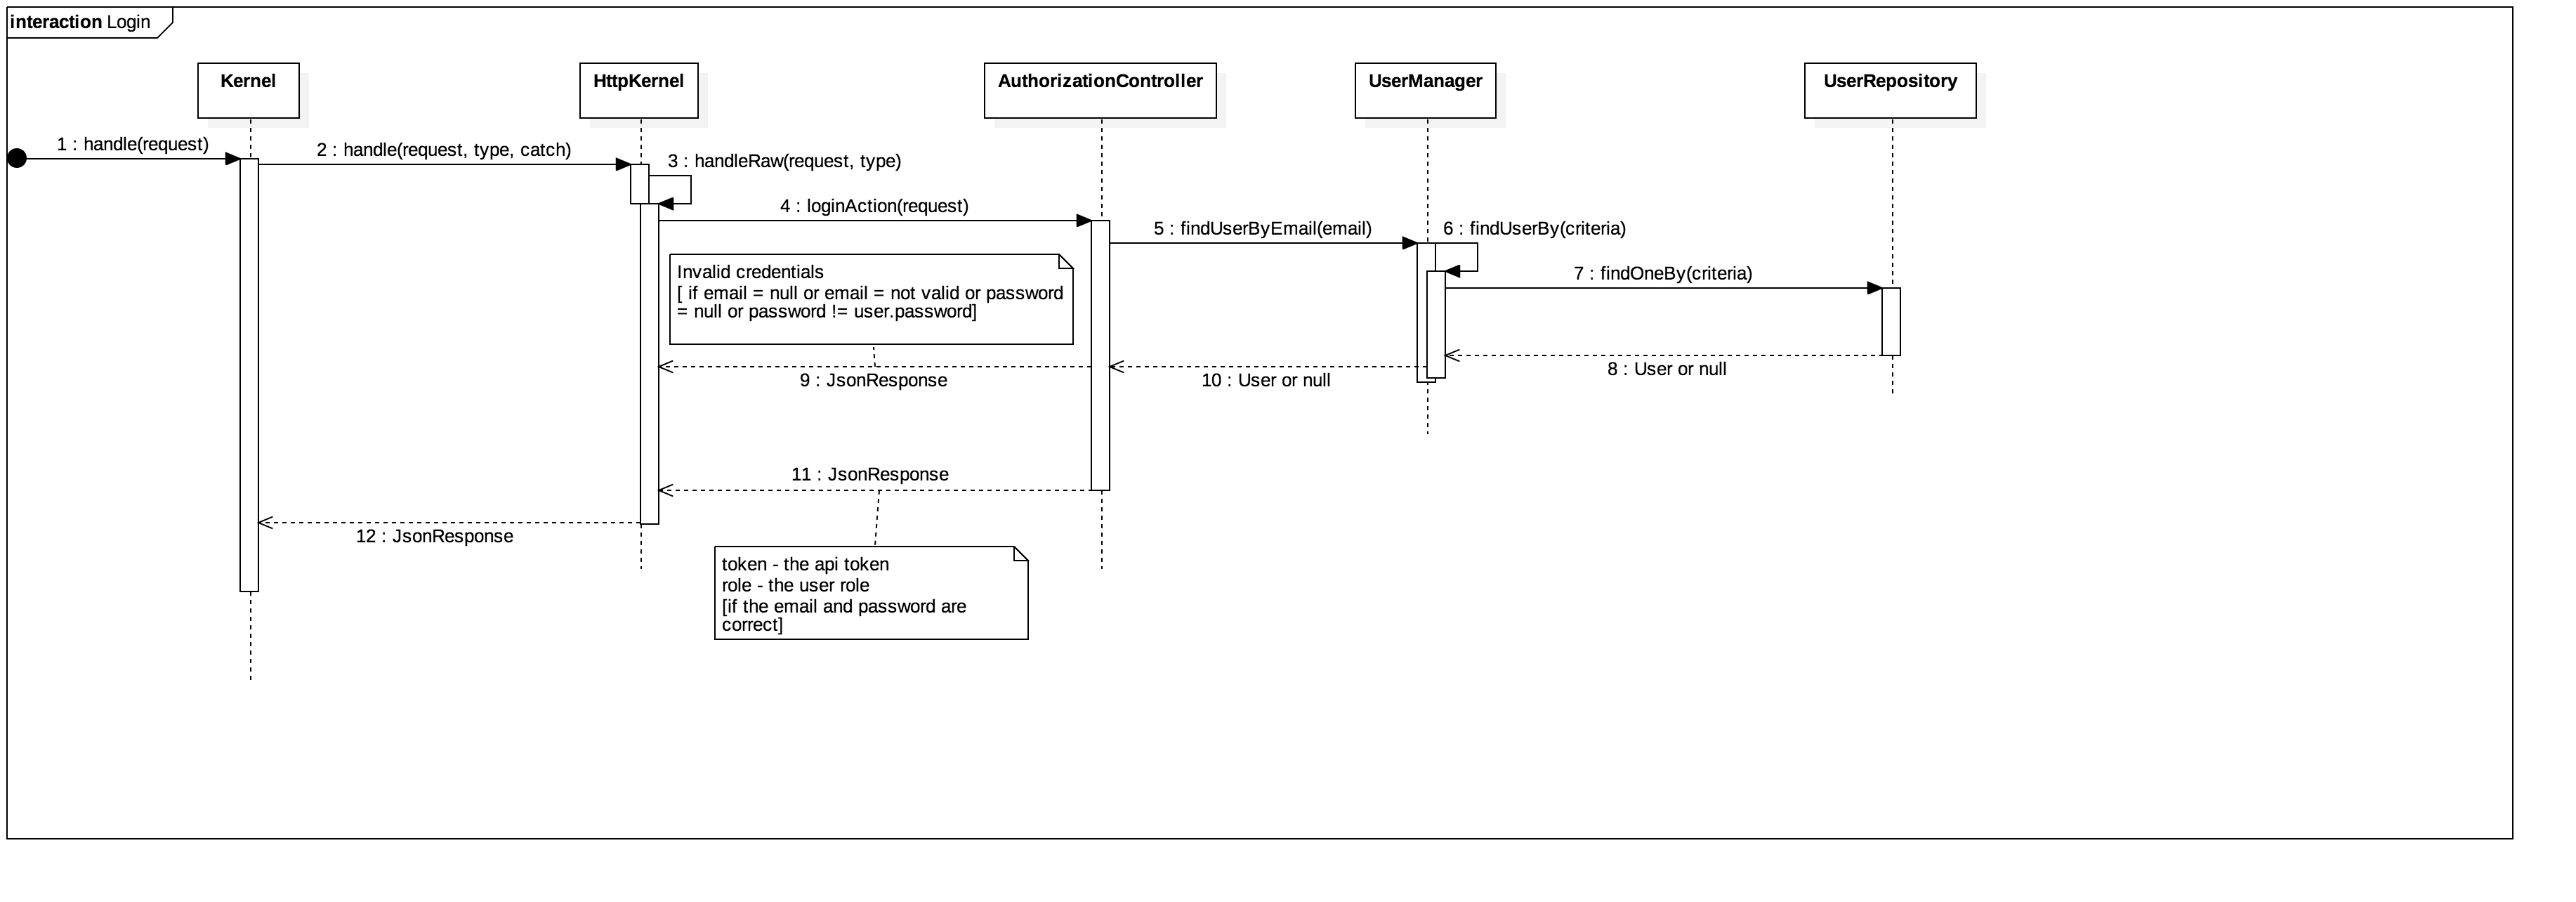 interaction Login
Kernel
HttpKernel
AuthorizationController
UserManager
UserRepository
1 : handle(request)
2 : handle(request, type, catch)
3 : handleRaw(request, type)
4 : loginAction(request)
5 : findUserByEmail(email)
6 : findUserBy(criteria)
7 : findOneBy(criteria)
Invalid credentials
[ if email = null or email = not valid or password
= null or password != user.password]
8 : User or null
9 : JsonResponse
10 : User or null
11 : JsonResponse
12 : JsonResponse
token - the api token
role - the user role
[if the email and password are
correct]